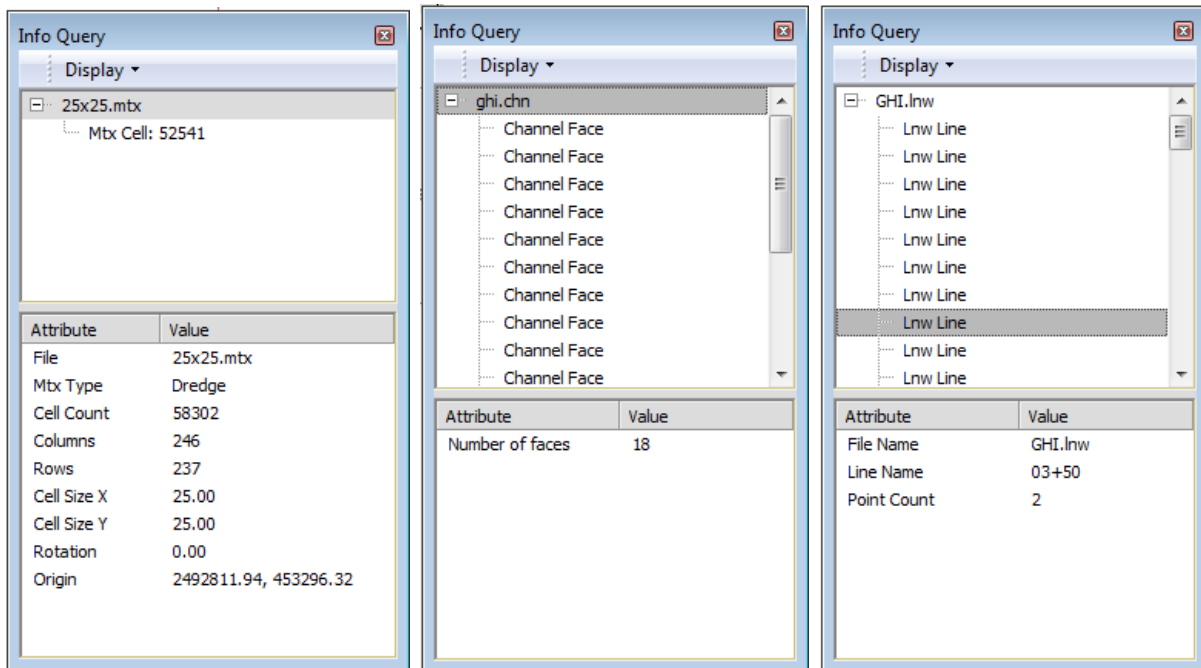 Info Query
Display
25x25.mtx
Mtx Cell: 52541
Attribute Value
File 25x25.mtx
Mtx Type Dredge
Cell Count 58302
Columns 246
Rows 237
Cell Size X 25.00
Cell Size Y 25.00
Rotation 0.00
Origin 2492811.94, 453296.32
Info Query
Display
ghi.chn
Channel Face
Channel Face
Channel Face
Channel Face
Channel Face
Channel Face
Channel Face
Channel Face
Channel Face
Channel Face
Attribute Value
Number of faces 18
Info Query
Display
GHI.lnw
Lnw Line
Lnw Line
Lnw Line
Lnw Line
Lnw Line
Lnw Line
Lnw Line
Lnw Line
Lnw Line
Lnw Line
Attribute Value
File Name GHI.lnw
Line Name 03+50
Point Count 2